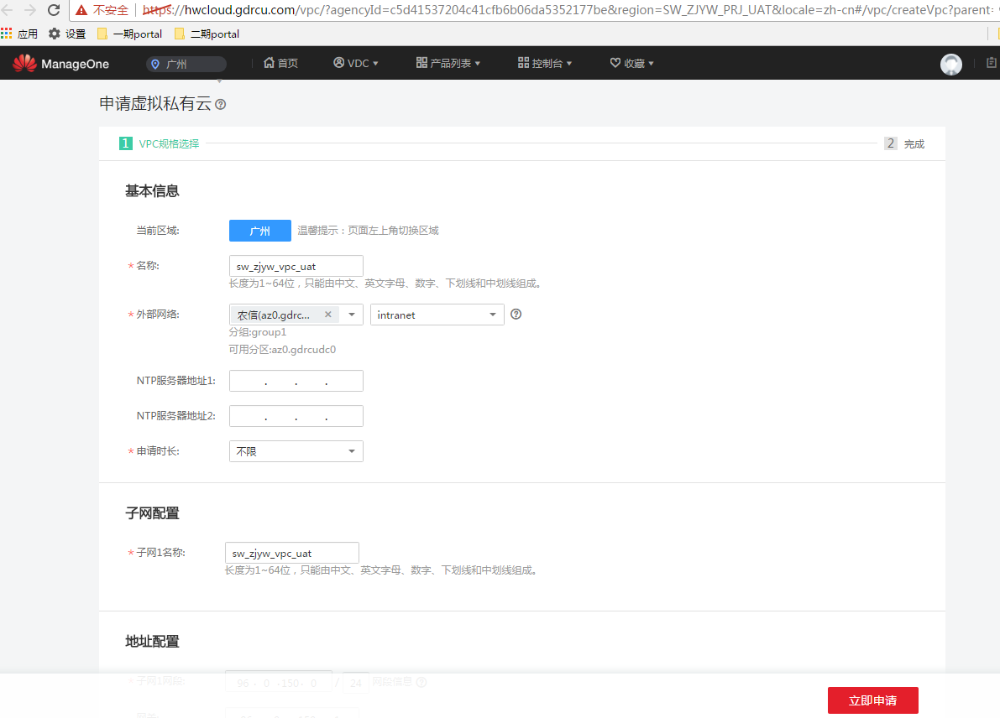 不安全 https://hwcloud.gdrcu.com/vpc/?agencyId=c5d41537204c41cfb6b06da5352177be&region=SW_ZJYW_PRJ_UAT&locale=zh-cn#/vpc/createVpc?parent=
应用 设置 一期portal 二期portal
ManageOne 广州 首页 VDC 产品列表 控制台 收藏
申请虚拟私有云
1 VPC规格选择 2 完成
基本信息
当前区域: 广州 温馨提示：页面左上角切换区域
* 名称: sw_zjyw_vpc_uat
长度为1~64位，只能由中文、英文字母、数字、下划线和中划线组成。
* 外部网络: 农信(az0.gdrc... × intranet
分组:group1
可用分区:az0.gdrcudc0
NTP服务器地址1: . . .
NTP服务器地址2: . . .
* 申请时长: 不限
子网配置
* 子网1名称: sw_zjyw_vpc_uat
长度为1~64位，只能由中文、英文字母、数字、下划线和中划线组成。
地址配置
* 子网1网段: 96 . 0 .150. 0 / 24 网段信息
立即申请